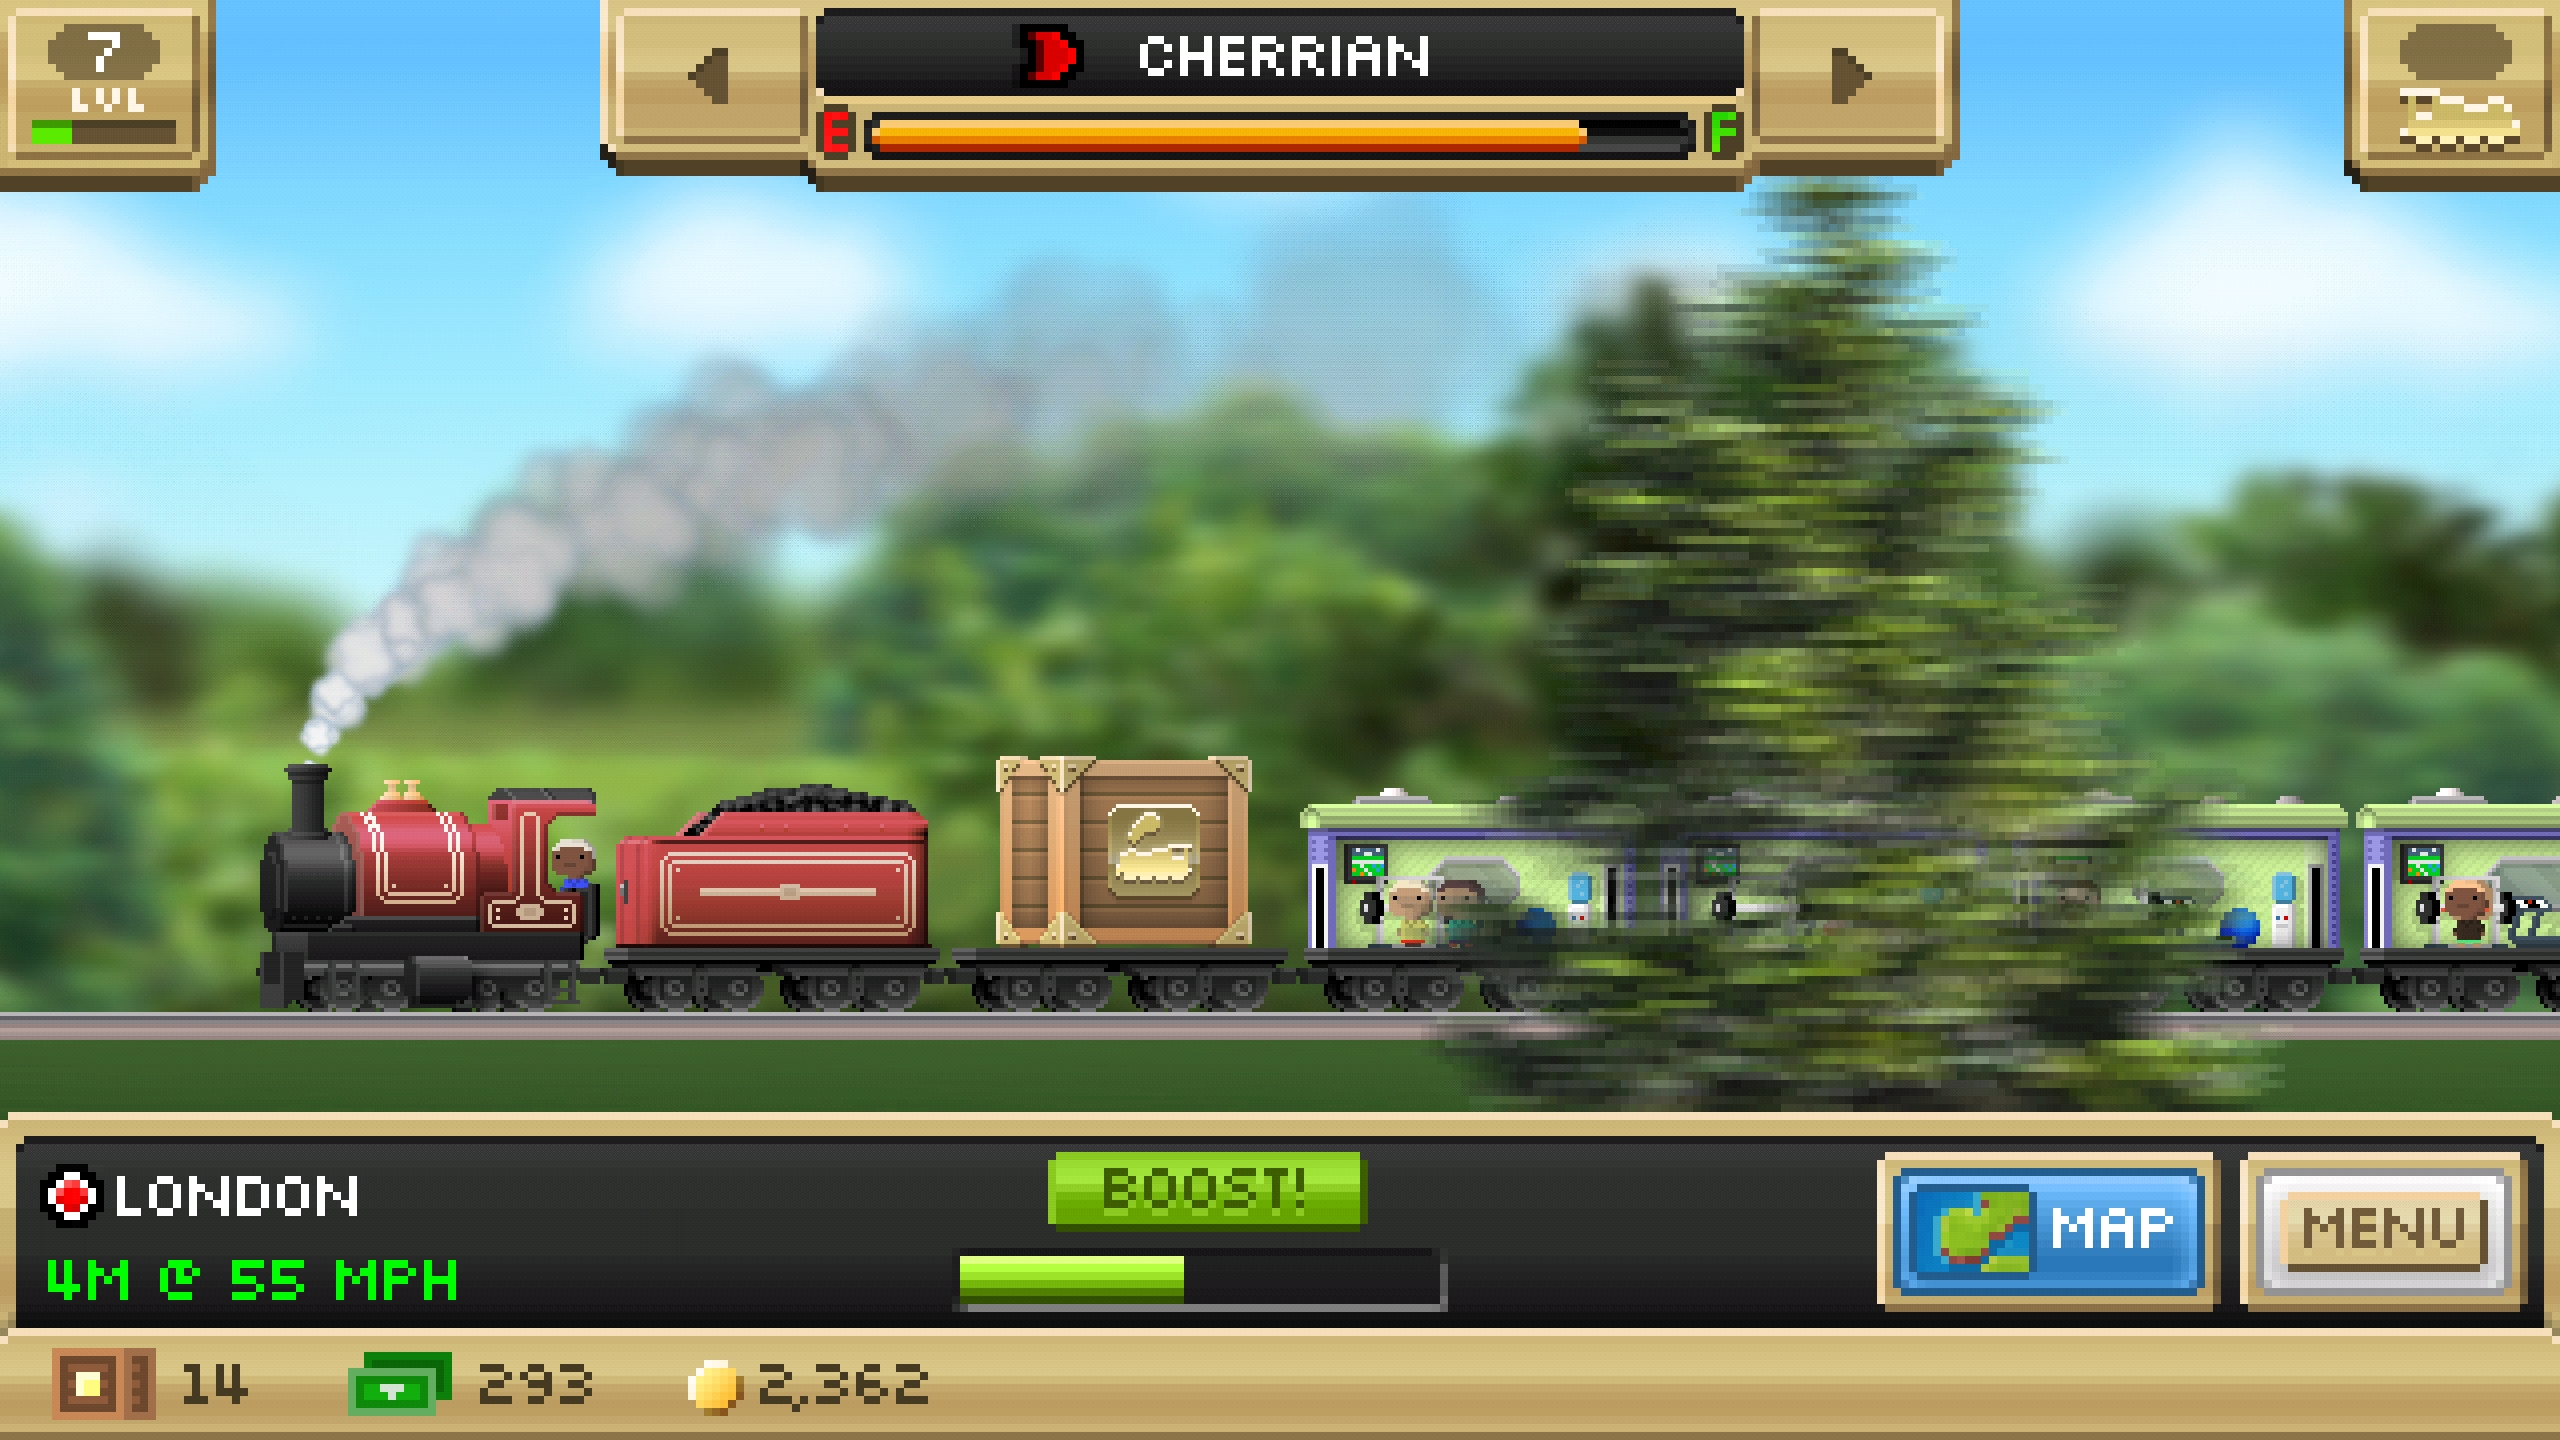 7
LVL
CHERRIAN
E F
LONDON
4M @ 55 MPH
BOOST!
MAP
MENU
14
293
2,362